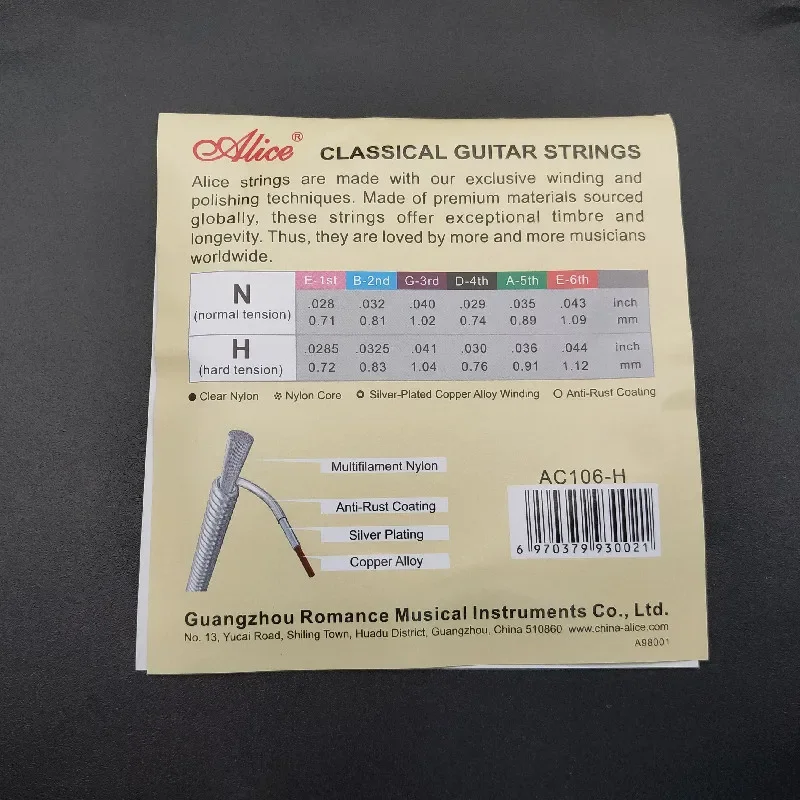 Alice® CLASSICAL GUITAR STRINGS
Alice strings are made with our exclusive winding and
polishing techniques. Made of premium materials sourced
globally, these strings offer exceptional timbre and
longevity. Thus, they are loved by more and more musicians
worldwide.
E-1st B-2nd G-3rd D-4th A-5th E-6th
N .028 .032 .040 .029 .035 .043 inch
(normal tension) 0.71 0.81 1.02 0.74 0.89 1.09 mm
H .0285 .0325 .041 .030 .036 .044 inch
(hard tension) 0.72 0.83 1.04 0.76 0.91 1.12 mm
Clear Nylon Nylon Core Silver-Plated Copper Alloy Winding Anti-Rust Coating
Multifilament Nylon
Anti-Rust Coating
Silver Plating
Copper Alloy
AC106-H
6 970379 930021
Guangzhou Romance Musical Instruments Co., Ltd.
No. 13, Yucai Road, Shiling Town, Huadu District, Guangzhou, China 510860 www.china-alice.com
A98001